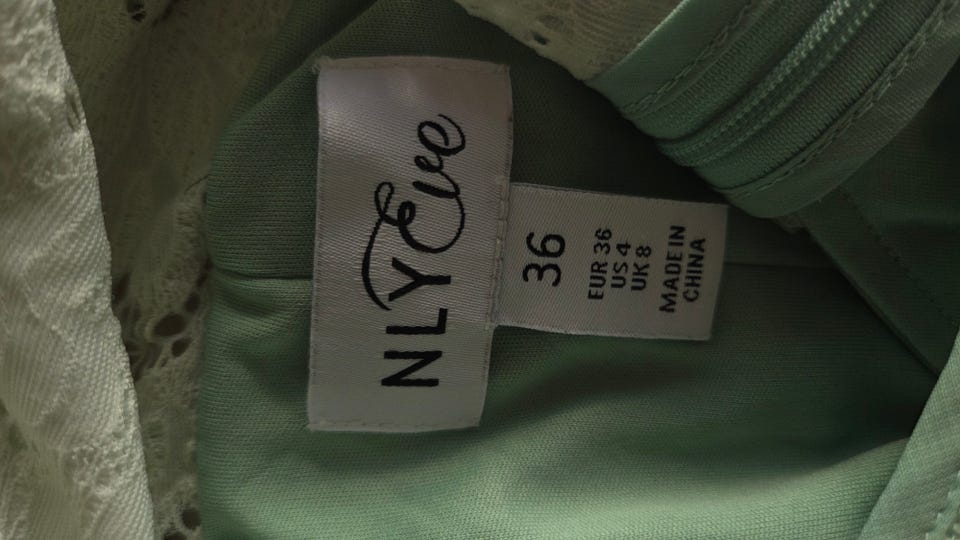 NLY Eve
36
EUR 36
US 4
UK 8
MADE IN
CHINA